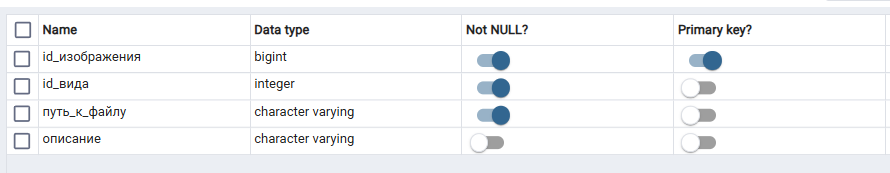 Name Data type Not NULL? Primary key?
id_изображения bigint
id_вида integer
путь_к_файлу character varying
описание character varying